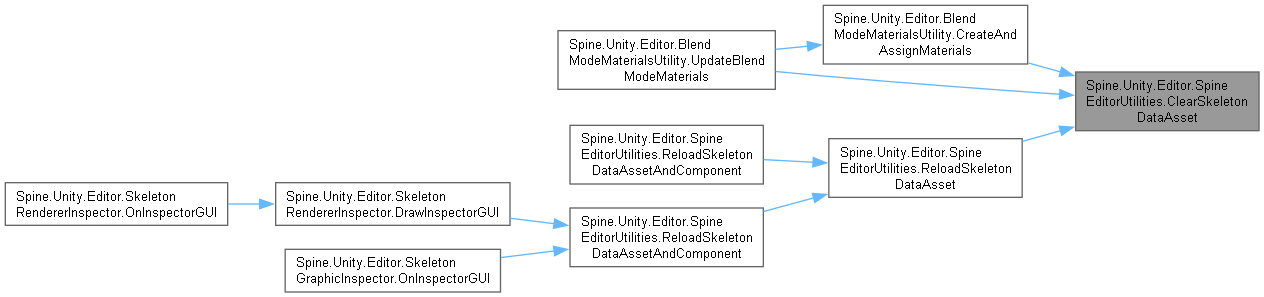 Spine.Unity.Editor.Blend
ModeMaterialsUtility.CreateAnd
AssignMaterials
Spine.Unity.Editor.Blend
ModeMaterialsUtility.UpdateBlend
ModeMaterials
Spine.Unity.Editor.Spine
EditorUtilities.ClearSkeleton
DataAsset
Spine.Unity.Editor.Spine
EditorUtilities.ReloadSkeleton
DataAssetAndComponent
Spine.Unity.Editor.Spine
EditorUtilities.ReloadSkeleton
DataAsset
Spine.Unity.Editor.Skeleton
RendererInspector.OnInspectorGUI
Spine.Unity.Editor.Skeleton
RendererInspector.DrawInspectorGUI
Spine.Unity.Editor.Spine
EditorUtilities.ReloadSkeleton
DataAssetAndComponent
Spine.Unity.Editor.Skeleton
GraphicInspector.OnInspectorGUI